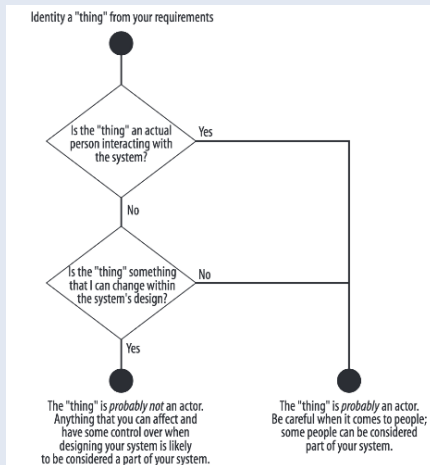 Identity a "thing" from your requirements
Is the "thing" an actual
person interacting with
the system?
Yes
No
Is the "thing" something
that I can change within
the system's design?
No
Yes
The "thing" is probably not an actor.
Anything that you can affect and
have some control over when
designing your system is likely
to be considered a part of your system.
The "thing" is probably an actor.
Be careful when it comes to people;
some people can be considered
part of your system.